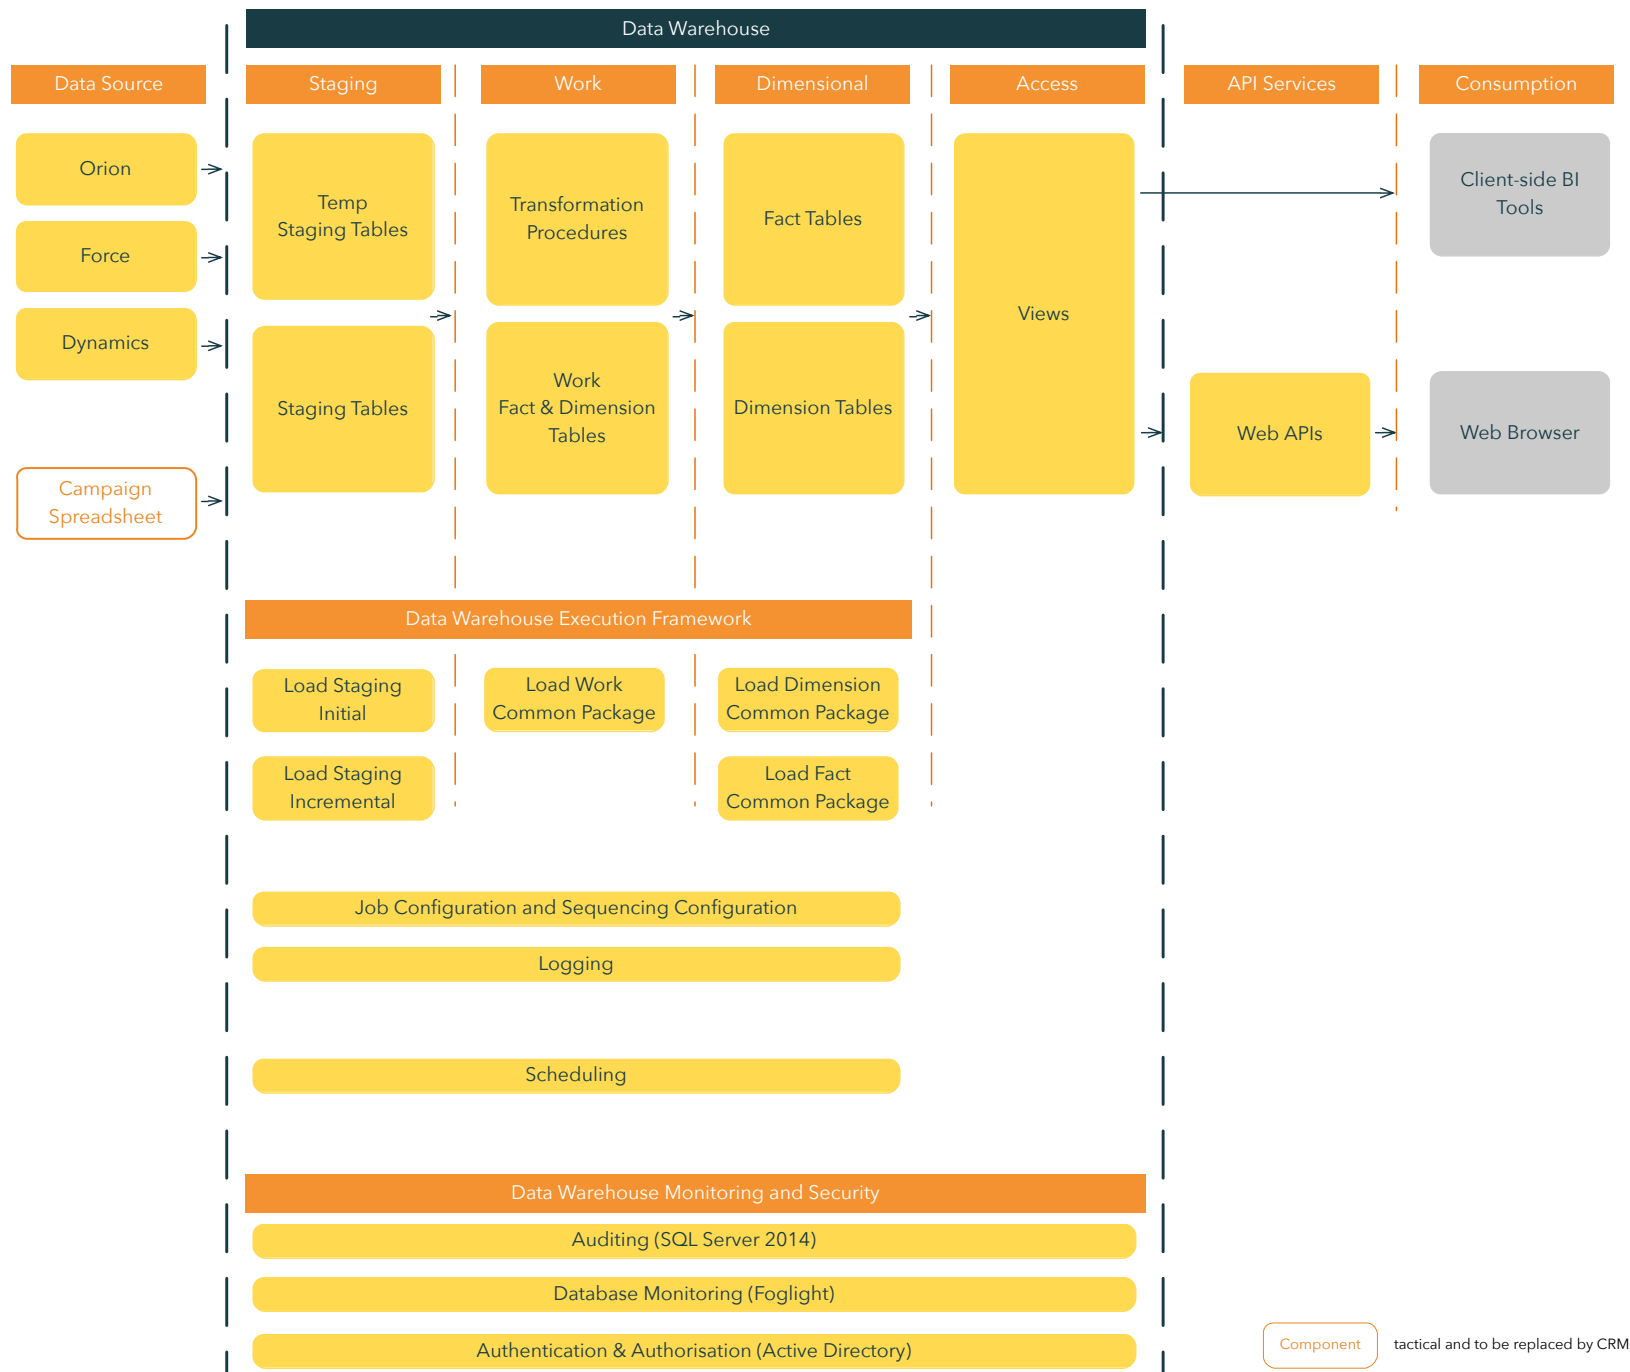 Data Warehouse
Data Source
Staging
Work
Dimensional
Access
API Services
Consumption
Orion
Force
Dynamics
Campaign
Spreadsheet
Temp
Staging Tables
Staging Tables
Transformation
Procedures
Work
Fact & Dimension
Tables
Fact Tables
Dimension Tables
Views
Web APIs
Client-side BI
Tools
Web Browser
Data Warehouse Execution Framework
Load Staging
Initial
Load Work
Common Package
Load Dimension
Common Package
Load Staging
Incremental
Load Fact
Common Package
Job Configuration and Sequencing Configuration
Logging
Scheduling
Data Warehouse Monitoring and Security
Auditing (SQL Server 2014)
Database Monitoring (Foglight)
Authentication & Authorisation (Active Directory)
Component
tactical and to be replaced by CRM